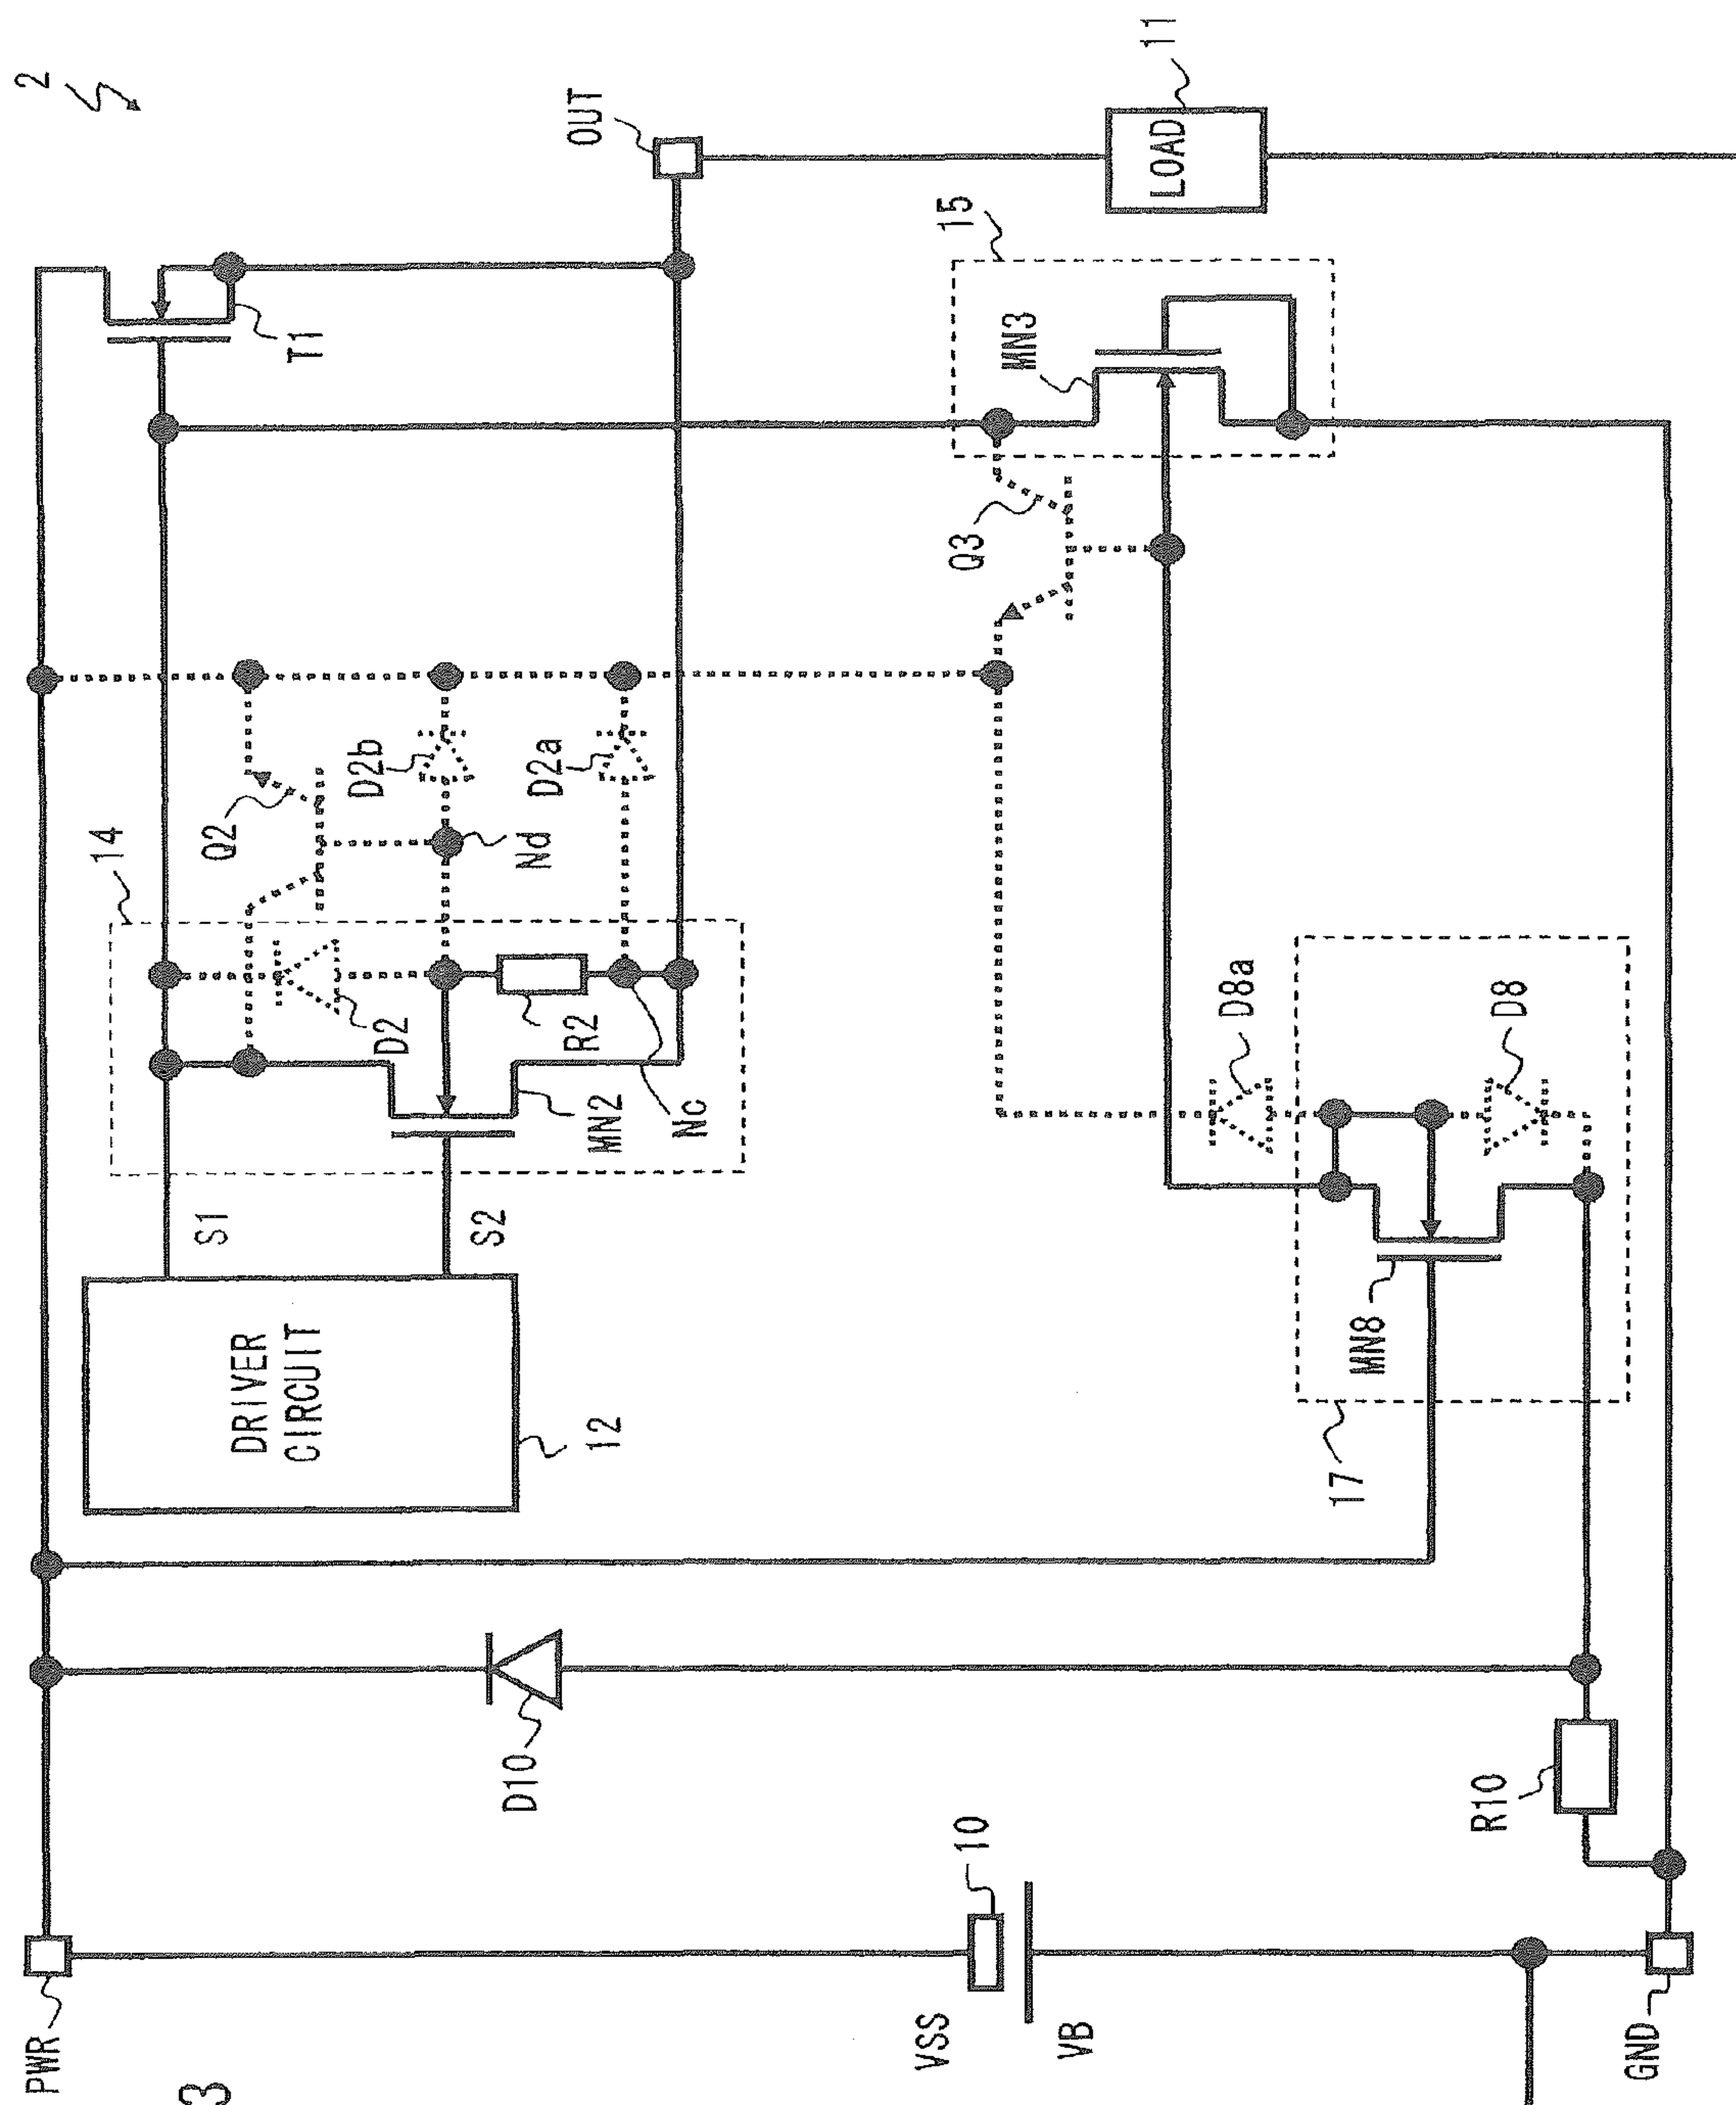 2
OUT
11
LOAD
15
T1
MN3
Q3
14
Q2
D2b
D2a
Nd
D2
R2
MN2
Nc
S1
S2
D8a
D8
MN8
17
DRIVER
CIRCUIT
12
D10
R10
10
VSS
VB
PWR
GND
3